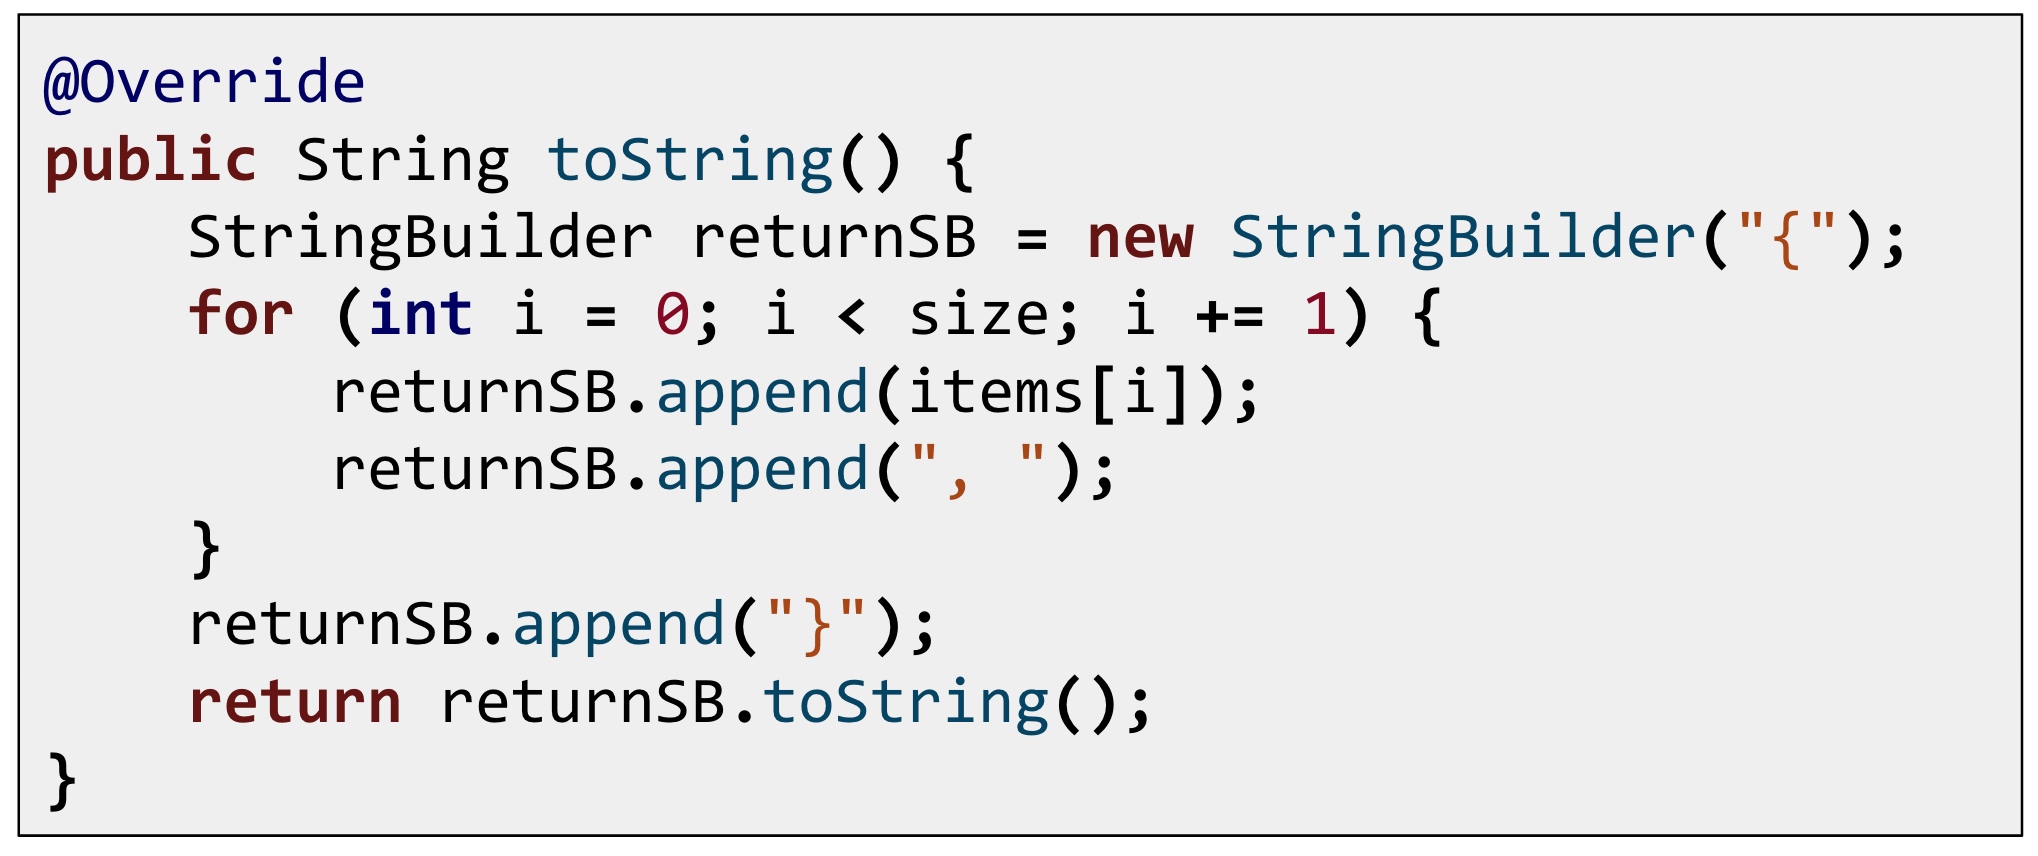 @Override
public String toString() {
    StringBuilder returnSB = new StringBuilder("{");
    for (int i = 0; i < size; i += 1) {
        returnSB.append(items[i]);
        returnSB.append(", ");
    }
    returnSB.append("}");
    return returnSB.toString();
}